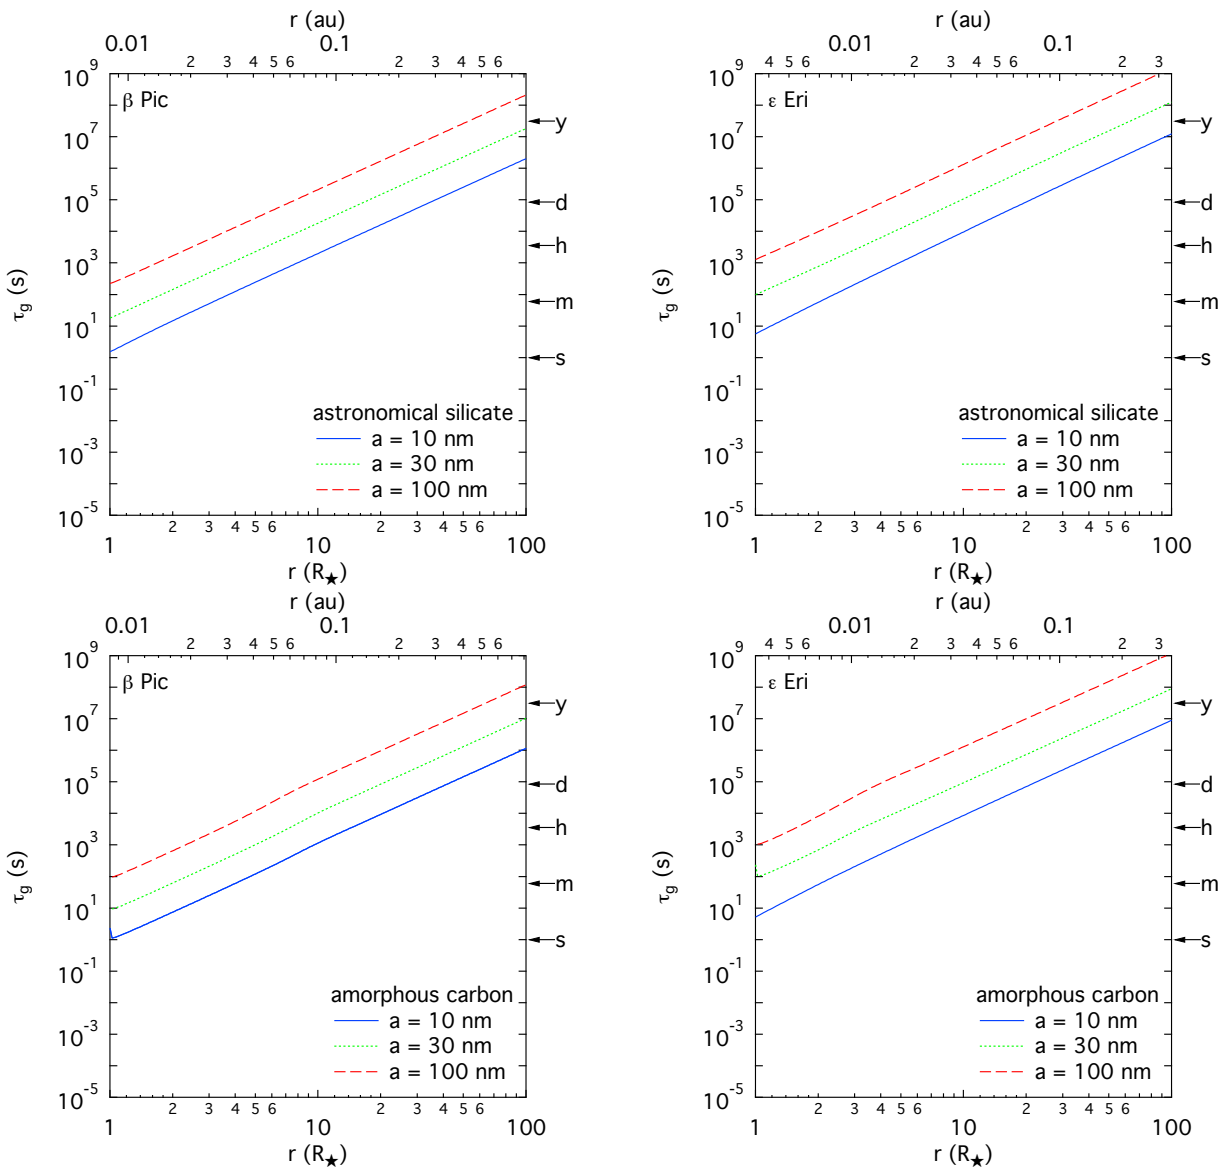 r (au)
0.01 0.1
2 3 4 5 6 2 3 4 5 6
10^9
10^7
10^5
10^3
10^1
10^-1
10^-3
10^-5
τ_g (s)
β Pic
y
d
h
m
s
astronomical silicate
a = 10 nm
a = 30 nm
a = 100 nm
2 3 4 5 6 2 3 4 5 6
1 10 100
r (R★)
r (au)
0.01 0.1
4 5 6 2 3 4 5 6 2 3
10^9
10^7
10^5
10^3
10^1
10^-1
10^-3
10^-5
τ_g (s)
ε Eri
y
d
h
m
s
astronomical silicate
a = 10 nm
a = 30 nm
a = 100 nm
2 3 4 5 6 2 3 4 5 6
1 10 100
r (R★)
r (au)
0.01 0.1
2 3 4 5 6 2 3 4 5 6
10^9
10^7
10^5
10^3
10^1
10^-1
10^-3
10^-5
τ_g (s)
β Pic
y
d
h
m
s
amorphous carbon
a = 10 nm
a = 30 nm
a = 100 nm
2 3 4 5 6 2 3 4 5 6
1 10 100
r (R★)
r (au)
0.01 0.1
4 5 6 2 3 4 5 6 2 3
10^9
10^7
10^5
10^3
10^1
10^-1
10^-3
10^-5
τ_g (s)
ε Eri
y
d
h
m
s
amorphous carbon
a = 10 nm
a = 30 nm
a = 100 nm
2 3 4 5 6 2 3 4 5 6
1 10 100
r (R★)